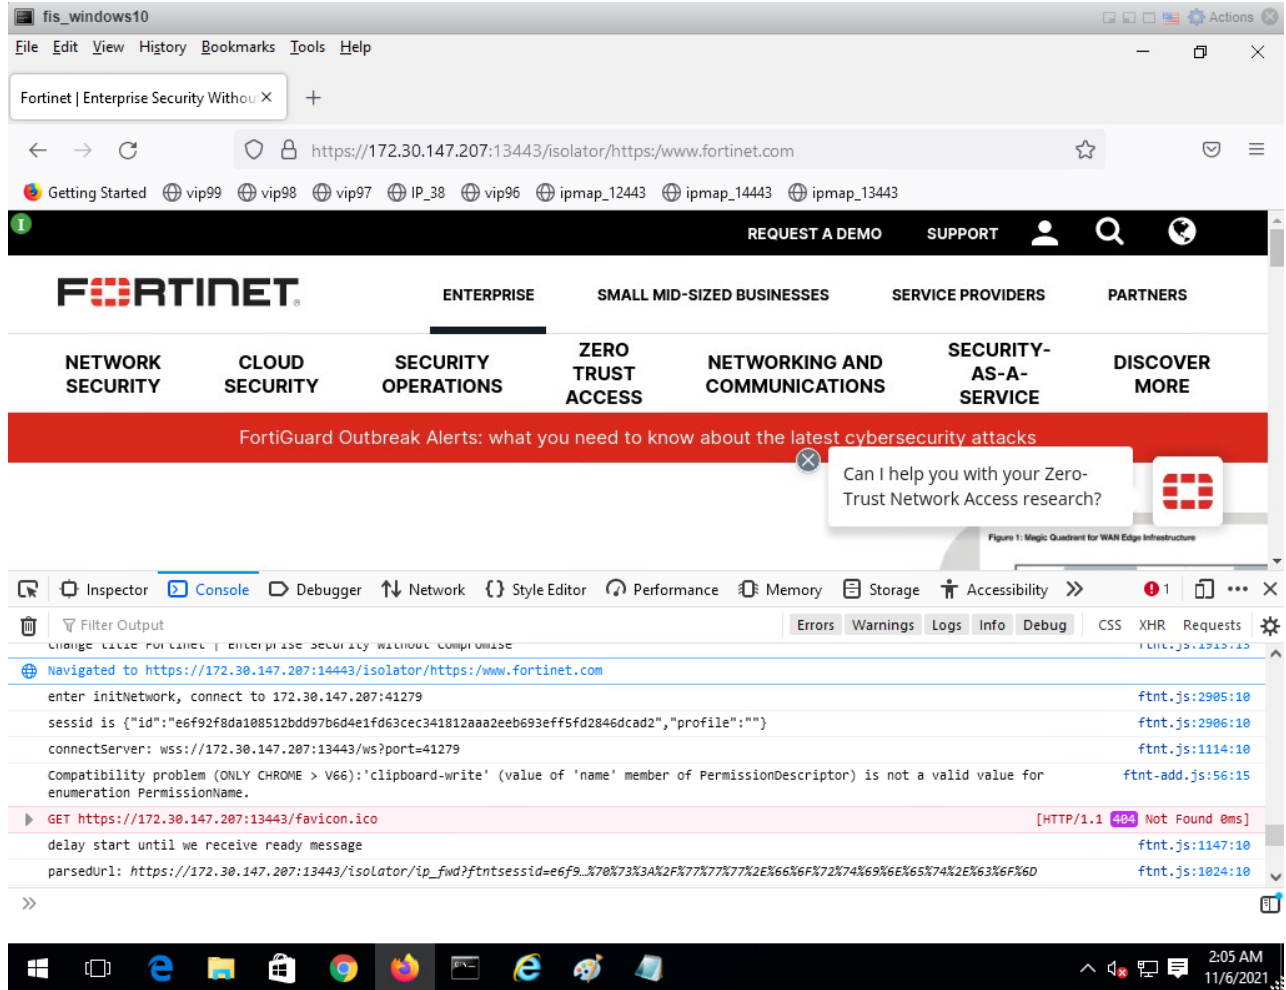 fis_windows10
Actions
File Edit View History Bookmarks Tools Help
Fortinet | Enterprise Security Withou
https://172.30.147.207:13443/isolator/https:/www.fortinet.com
Getting Started vip99 vip98 vip97 IP_38 vip96 ipmap_12443 ipmap_14443 ipmap_13443
I
REQUEST A DEMO SUPPORT
FORTINET
ENTERPRISE SMALL MID-SIZED BUSINESSES SERVICE PROVIDERS PARTNERS
NETWORK SECURITY
CLOUD SECURITY
SECURITY OPERATIONS
ZERO TRUST ACCESS
NETWORKING AND COMMUNICATIONS
SECURITY-AS-A-SERVICE
DISCOVER MORE
FortiGuard Outbreak Alerts: what you need to know about the latest cybersecurity attacks
Can I help you with your Zero-
Trust Network Access research?
Figure 1: Magic Quadrant for WAN Edge Infrastructure
Inspector Console Debugger Network Style Editor Performance Memory Storage Accessibility 1
Filter Output Errors Warnings Logs Info Debug CSS XHR Requests
change title Fortinet | Enterprise Security Without Compromise ftnt.js:1913:13
Navigated to https://172.30.147.207:14443/isolator/https:/www.fortinet.com
enter initNetwork, connect to 172.30.147.207:41279 ftnt.js:2905:10
sessid is {"id":"e6f92f8da108512bdd97b6d4e1fd63cec341812aaa2eeb693eff5fd2846dcad2","profile":""} ftnt.js:2906:10
connectServer: wss://172.30.147.207:13443/ws?port=41279 ftnt.js:1114:10
Compatibility problem (ONLY CHROME > V66):'clipboard-write' (value of 'name' member of PermissionDescriptor) is not a valid value for ftnt-add.js:56:15
enumeration PermissionName.
GET https://172.30.147.207:13443/favicon.ico [HTTP/1.1 404 Not Found 0ms]
delay start until we receive ready message ftnt.js:1147:10
parsedUrl: https://172.30.147.207:13443/isolator/ip_fwd?ftntsessid=e6f9…%70%73%3A%2F%77%77%77%2E%66%6F%72%74%69%6E%65%74%2E%63%6F%6D ftnt.js:1024:10
2:05 AM
11/6/2021